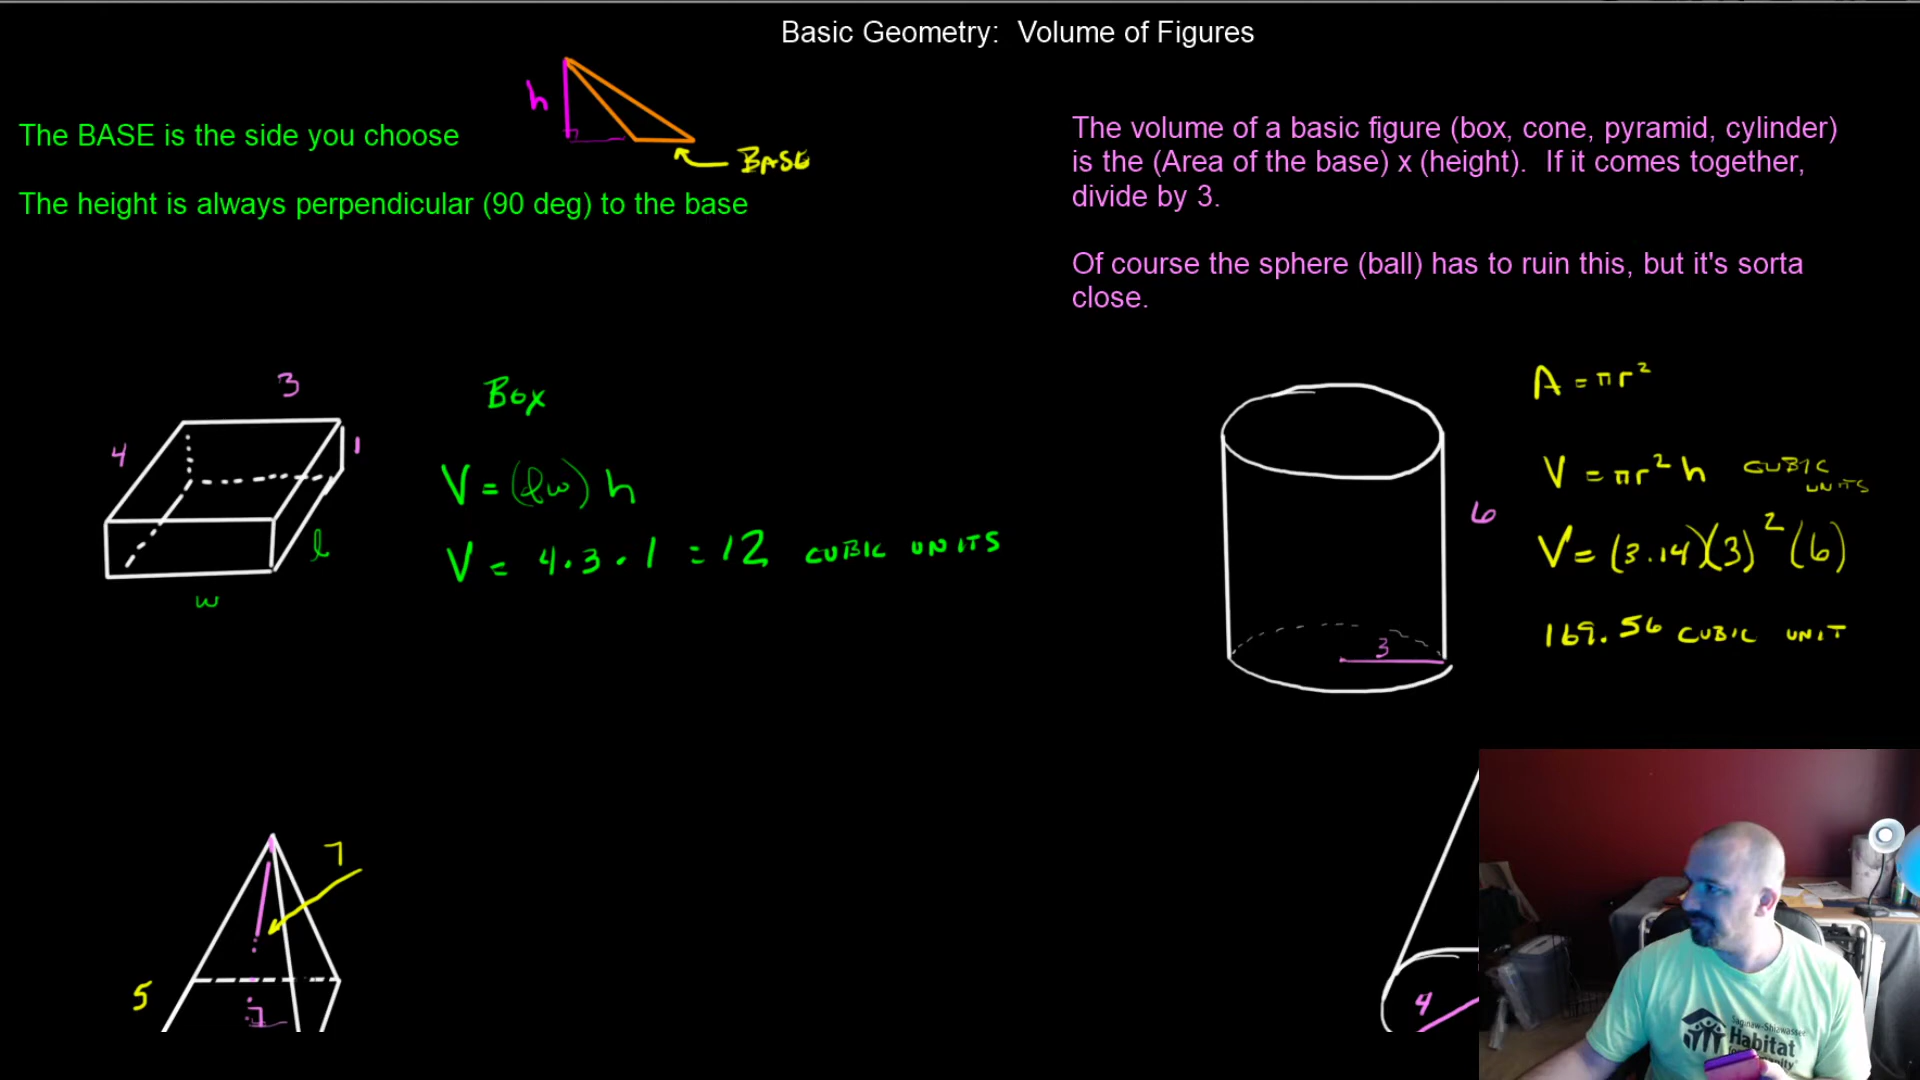 Basic Geometry: Volume of Figures
h
BASE
The BASE is the side you choose
The height is always perpendicular (90 deg) to the base
The volume of a basic figure (box, cone, pyramid, cylinder)
is the (Area of the base) x (height). If it comes together,
divide by 3.
Of course the sphere (ball) has to ruin this, but it's sorta
close.
3
4
1
l
w
Box
V = (lw) h
V = 4·3·1 = 12 CUBIC UNITS
6
3
A = πr²
V = πr²h CUBIC
UNITS
V = (3.14)(3)²(6)
169.56 CUBIC UNIT
7
5
4
Saginaw-Shiawassee
Habitat